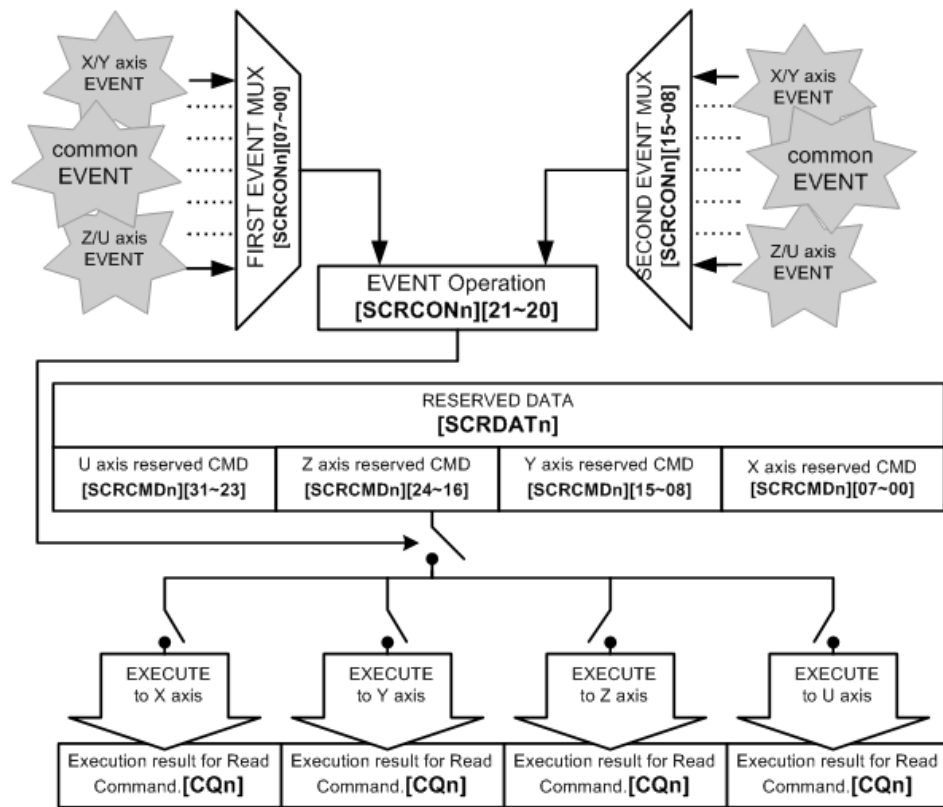 X/Y axis
EVENT
common
EVENT
Z/U axis
EVENT
FIRST EVENT MUX
[SCRCONn][07~00]
SECOND EVENT MUX
[SCRCONn][15~08]
X/Y axis
EVENT
common
EVENT
Z/U axis
EVENT
EVENT Operation
[SCRCONn][21~20]
RESERVED DATA
[SCRDATn]
U axis reserved CMD
[SCRCMDn][31~23]
Z axis reserved CMD
[SCRCMDn][24~16]
Y axis reserved CMD
[SCRCMDn][15~08]
X axis reserved CMD
[SCRCMDn][07~00]
EXECUTE
to X axis
EXECUTE
to Y axis
EXECUTE
to Z axis
EXECUTE
to U axis
Execution result for Read
Command.[CQn]
Execution result for Read
Command.[CQn]
Execution result for Read
Command.[CQn]
Execution result for Read
Command.[CQn]